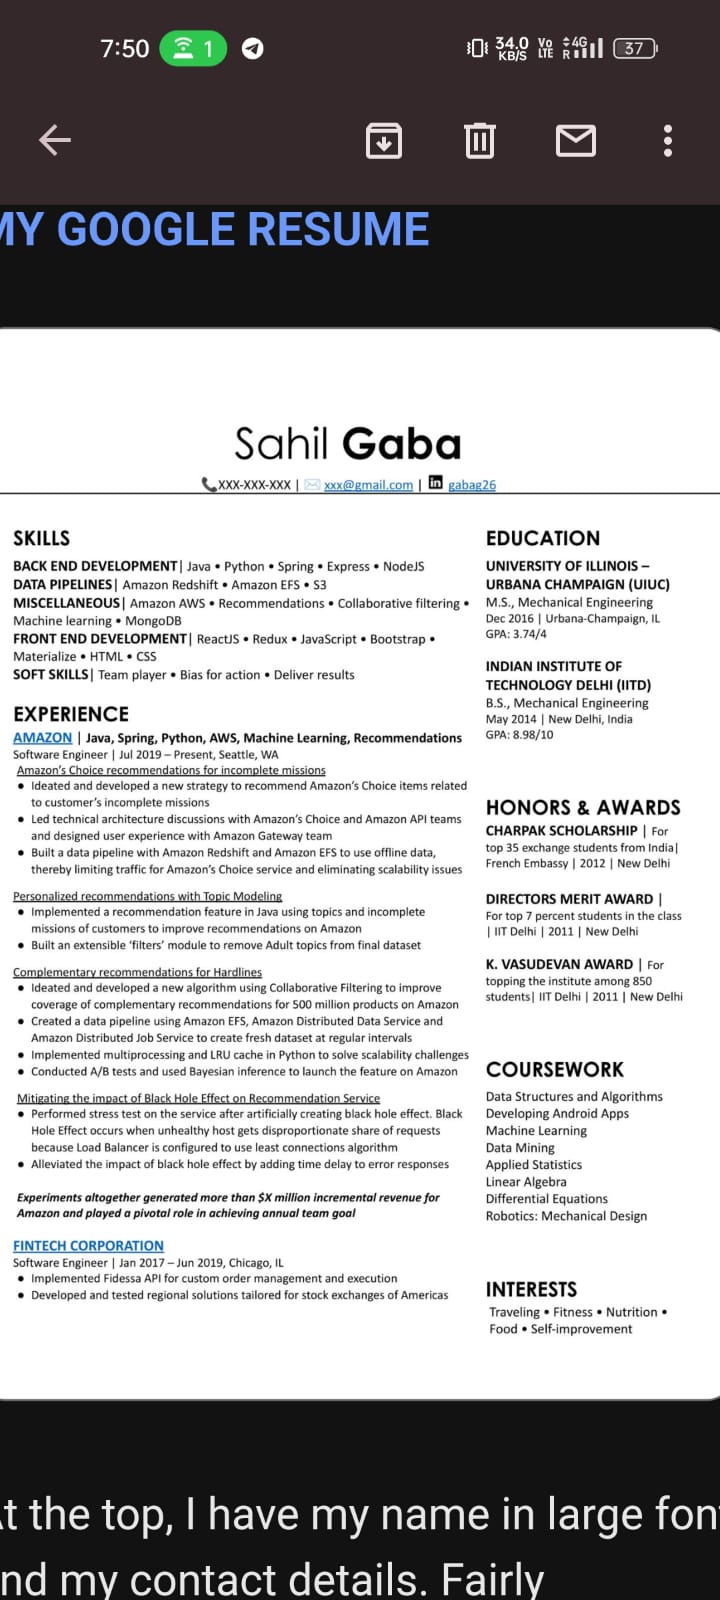 7:50 1 34.0 KB/S Vo LTE 4G R 37
MY GOOGLE RESUME
Sahil Gaba
XXX-XXX-XXX | xxx@gmail.com | in gabag26
SKILLS
BACK END DEVELOPMENT| Java • Python • Spring • Express • NodeJS
DATA PIPELINES| Amazon Redshift • Amazon EFS • S3
MISCELLANEOUS| Amazon AWS • Recommendations • Collaborative filtering •
Machine learning • MongoDB
FRONT END DEVELOPMENT| ReactJS • Redux • JavaScript • Bootstrap •
Materialize • HTML • CSS
SOFT SKILLS| Team player • Bias for action • Deliver results
EXPERIENCE
AMAZON | Java, Spring, Python, AWS, Machine Learning, Recommendations
Software Engineer | Jul 2019 – Present, Seattle, WA
Amazon's Choice recommendations for incomplete missions
• Ideated and developed a new strategy to recommend Amazon's Choice items related
to customer's incomplete missions
• Led technical architecture discussions with Amazon's Choice and Amazon API teams
and designed user experience with Amazon Gateway team
• Built a data pipeline with Amazon Redshift and Amazon EFS to use offline data,
thereby limiting traffic for Amazon's Choice service and eliminating scalability issues
Personalized recommendations with Topic Modeling
• Implemented a recommendation feature in Java using topics and incomplete
missions of customers to improve recommendations on Amazon
• Built an extensible 'filters' module to remove Adult topics from final dataset
Complementary recommendations for Hardlines
• Ideated and developed a new algorithm using Collaborative Filtering to improve
coverage of complementary recommendations for 500 million products on Amazon
• Created a data pipeline using Amazon EFS, Amazon Distributed Data Service and
Amazon Distributed Job Service to create fresh dataset at regular intervals
• Implemented multiprocessing and LRU cache in Python to solve scalability challenges
• Conducted A/B tests and used Bayesian inference to launch the feature on Amazon
Mitigating the impact of Black Hole Effect on Recommendation Service
• Performed stress test on the service after artificially creating black hole effect. Black
Hole Effect occurs when unhealthy host gets disproportionate share of requests
because Load Balancer is configured to use least connections algorithm
• Alleviated the impact of black hole effect by adding time delay to error responses
Experiments altogether generated more than $X million incremental revenue for
Amazon and played a pivotal role in achieving annual team goal
FINTECH CORPORATION
Software Engineer | Jan 2017 – Jun 2019, Chicago, IL
• Implemented Fidessa API for custom order management and execution
• Developed and tested regional solutions tailored for stock exchanges of Americas
EDUCATION
UNIVERSITY OF ILLINOIS –
URBANA CHAMPAIGN (UIUC)
M.S., Mechanical Engineering
Dec 2016 | Urbana-Champaign, IL
GPA: 3.74/4
INDIAN INSTITUTE OF
TECHNOLOGY DELHI (IITD)
B.S., Mechanical Engineering
May 2014 | New Delhi, India
GPA: 8.98/10
HONORS & AWARDS
CHARPAK SCHOLARSHIP | For
top 35 exchange students from India|
French Embassy | 2012 | New Delhi
DIRECTORS MERIT AWARD |
For top 7 percent students in the class
| IIT Delhi | 2011 | New Delhi
K. VASUDEVAN AWARD | For
topping the institute among 850
students| IIT Delhi | 2011 | New Delhi
COURSEWORK
Data Structures and Algorithms
Developing Android Apps
Machine Learning
Data Mining
Applied Statistics
Linear Algebra
Differential Equations
Robotics: Mechanical Design
INTERESTS
Traveling • Fitness • Nutrition •
Food • Self-improvement
At the top, I have my name in large font
and my contact details. Fairly